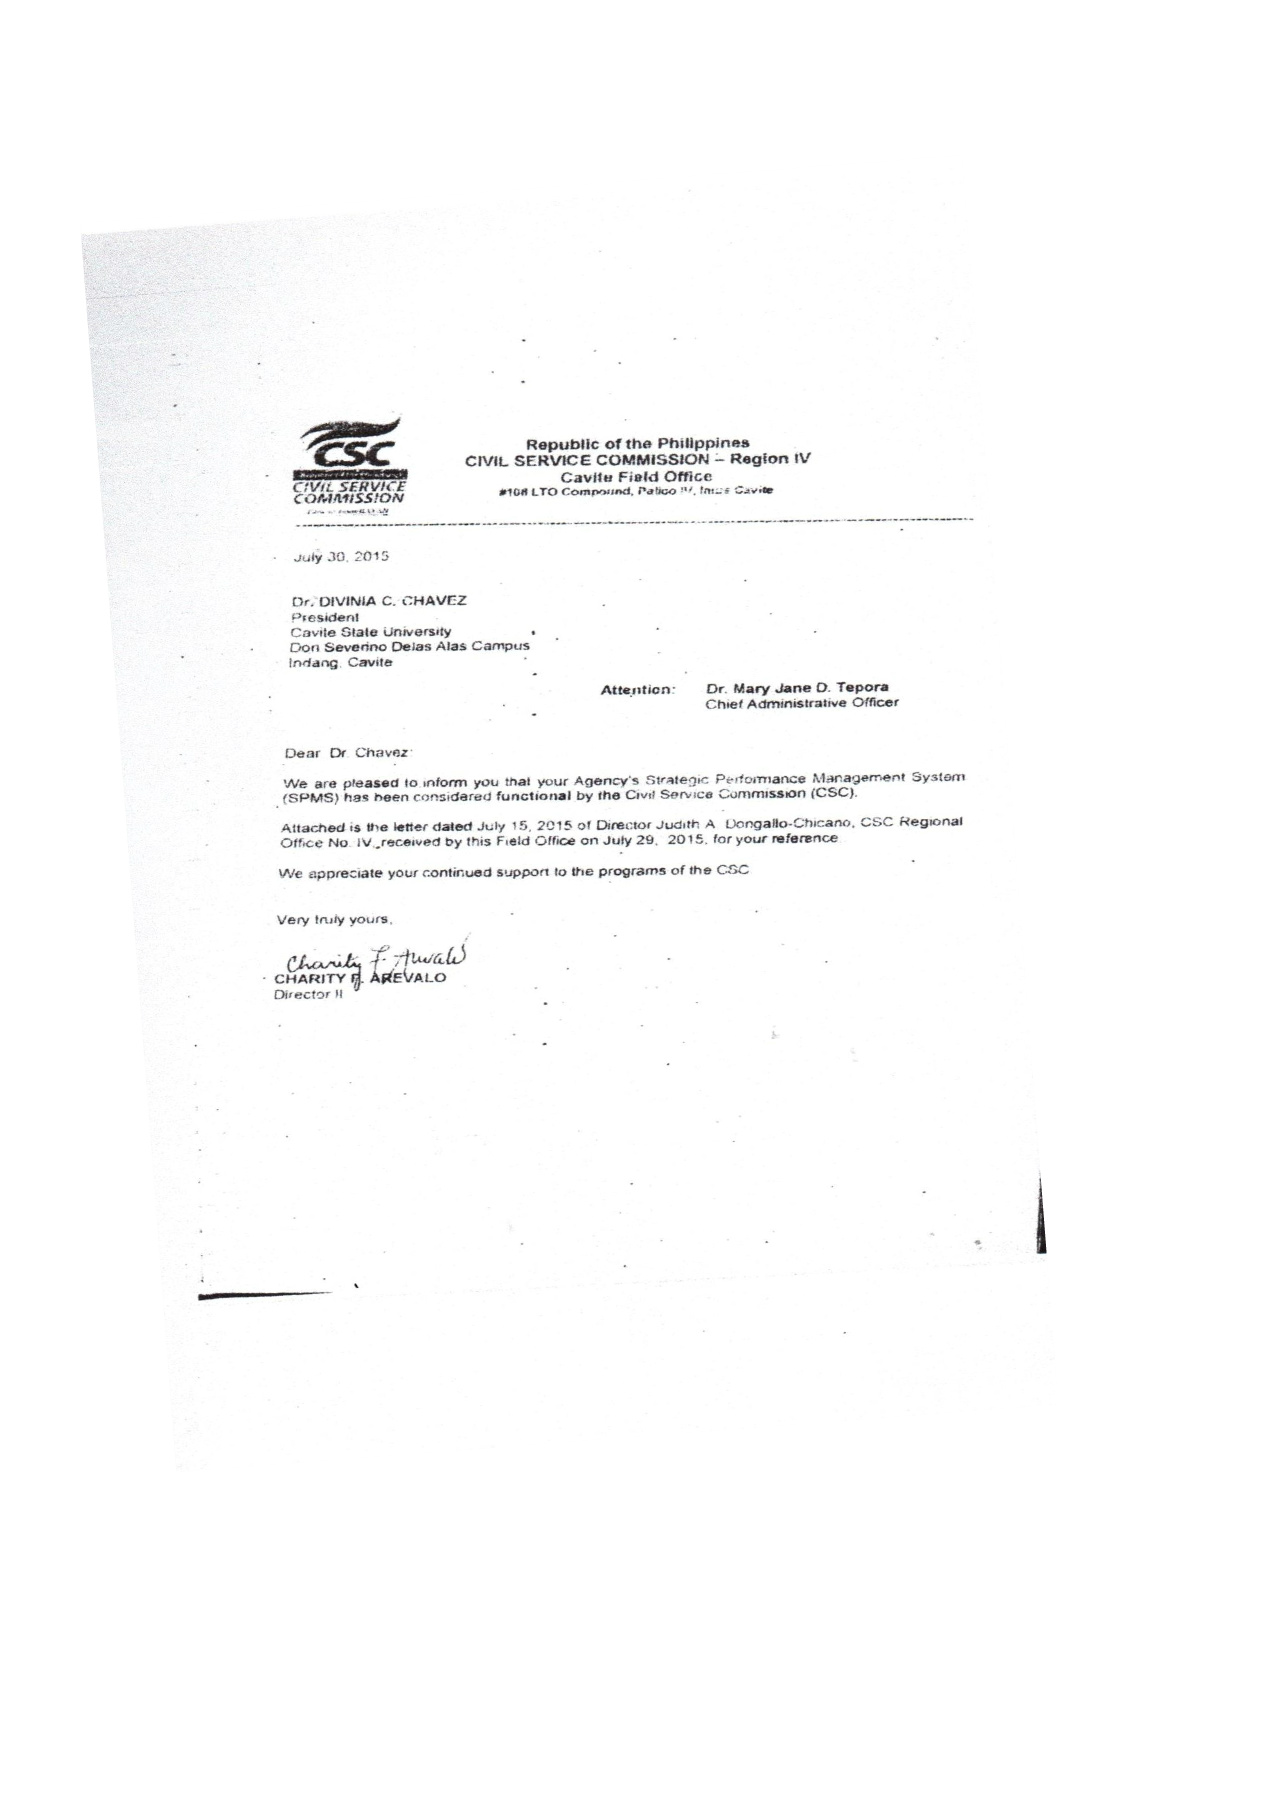 CSC
CIVIL SERVICE
COMMISSION
Republic of the Philippines
CIVIL SERVICE COMMISSION – Region IV
Cavite Field Office
#108 LTO Compound, Palico IV, Imus Cavite
July 30, 2015
Dr. DIVINIA C. CHAVEZ
President
Cavite State University
Don Severino Delas Alas Campus
Indang, Cavite
Attention: Dr. Mary Jane D. Tepora
Chief Administrative Officer
Dear Dr. Chavez:
We are pleased to inform you that your Agency's Strategic Performance Management System
(SPMS) has been considered functional by the Civil Service Commission (CSC).
Attached is the letter dated July 15, 2015 of Director Judith A. Dongallo-Chicano, CSC Regional
Office No. IV, received by this Field Office on July 29, 2015, for your reference
We appreciate your continued support to the programs of the CSC
Very truly yours,
Charity F. Arevalo
CHARITY F. AREVALO
Director II